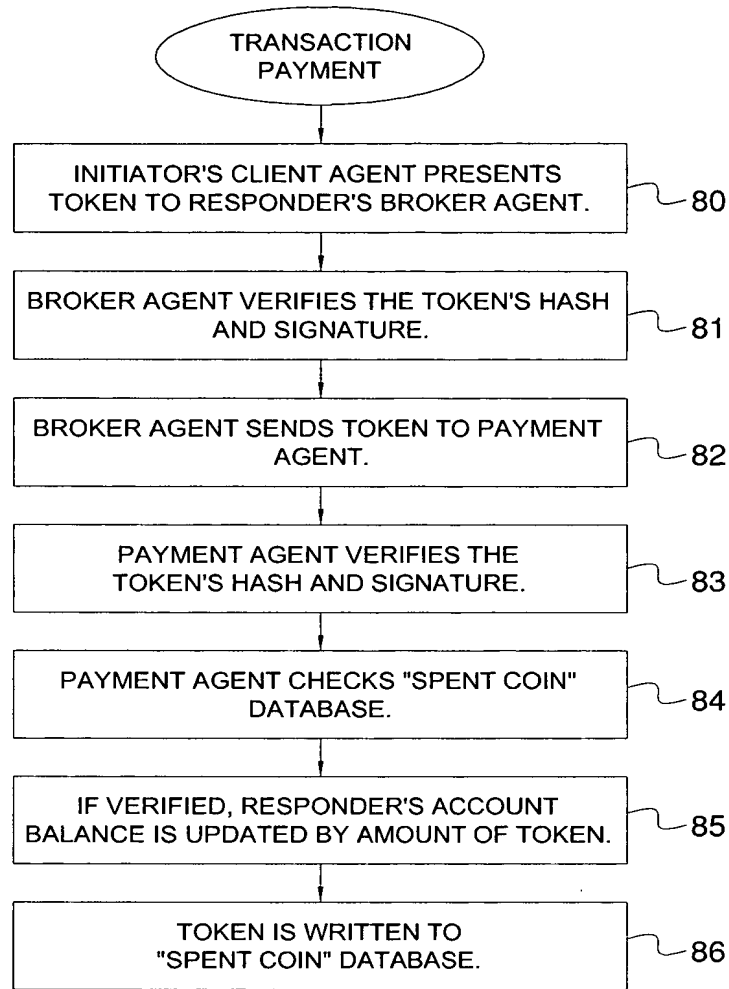 TRANSACTION
PAYMENT
INITIATOR'S CLIENT AGENT PRESENTS
TOKEN TO RESPONDER'S BROKER AGENT.
80
BROKER AGENT VERIFIES THE TOKEN'S HASH
AND SIGNATURE.
81
BROKER AGENT SENDS TOKEN TO PAYMENT
AGENT.
82
PAYMENT AGENT VERIFIES THE
TOKEN'S HASH AND SIGNATURE.
83
PAYMENT AGENT CHECKS "SPENT COIN"
DATABASE.
84
IF VERIFIED, RESPONDER'S ACCOUNT
BALANCE IS UPDATED BY AMOUNT OF TOKEN.
85
TOKEN IS WRITTEN TO
"SPENT COIN" DATABASE.
86